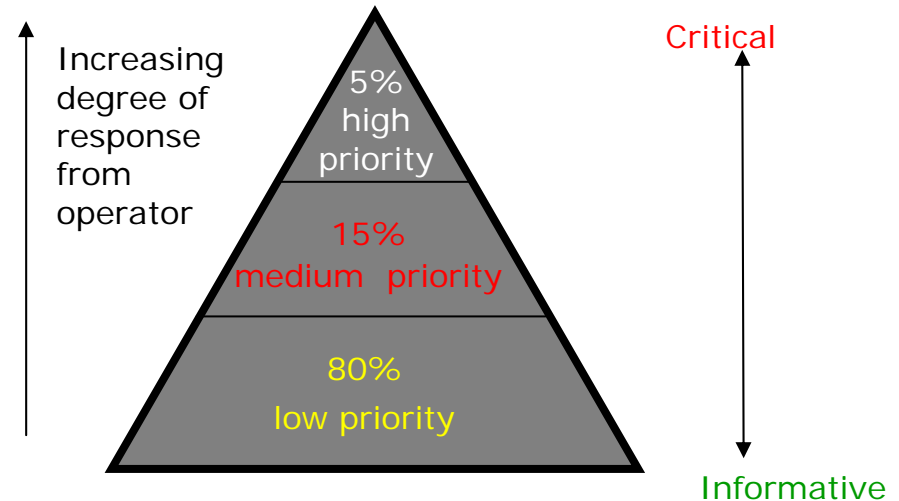 Increasing
degree of
response
from
operator
5%
high
priority
15%
medium priority
80%
low priority
Critical
Informative